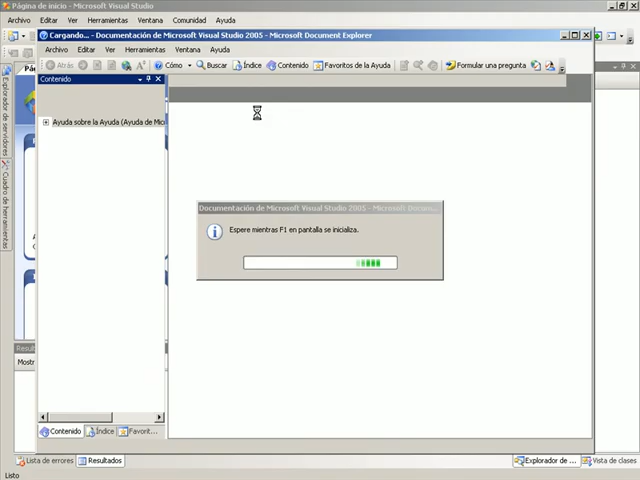 Página de inicio - Microsoft Visual Studio
Archivo Editar Ver Herramientas Ventana Comunidad Ayuda
Cargando... - Documentación de Microsoft Visual Studio 2005 - Microsoft Document Explorer
Archivo Editar Ver Herramientas Ventana Ayuda
Atrás Cómo Buscar Índice Contenido Favoritos de la Ayuda Formular una pregunta
Contenido
Ayuda sobre la Ayuda (Ayuda de Micr
Explorador de servidores
Cuadro de herramientas
Documentación de Microsoft Visual Studio 2005 - Microsoft Docum...
Espere mientras F1 en pantalla se inicializa.
Mostr
Contenido Índice Favorit...
Lista de errores Resultados
Explorador de ... Vista de clases
Listo